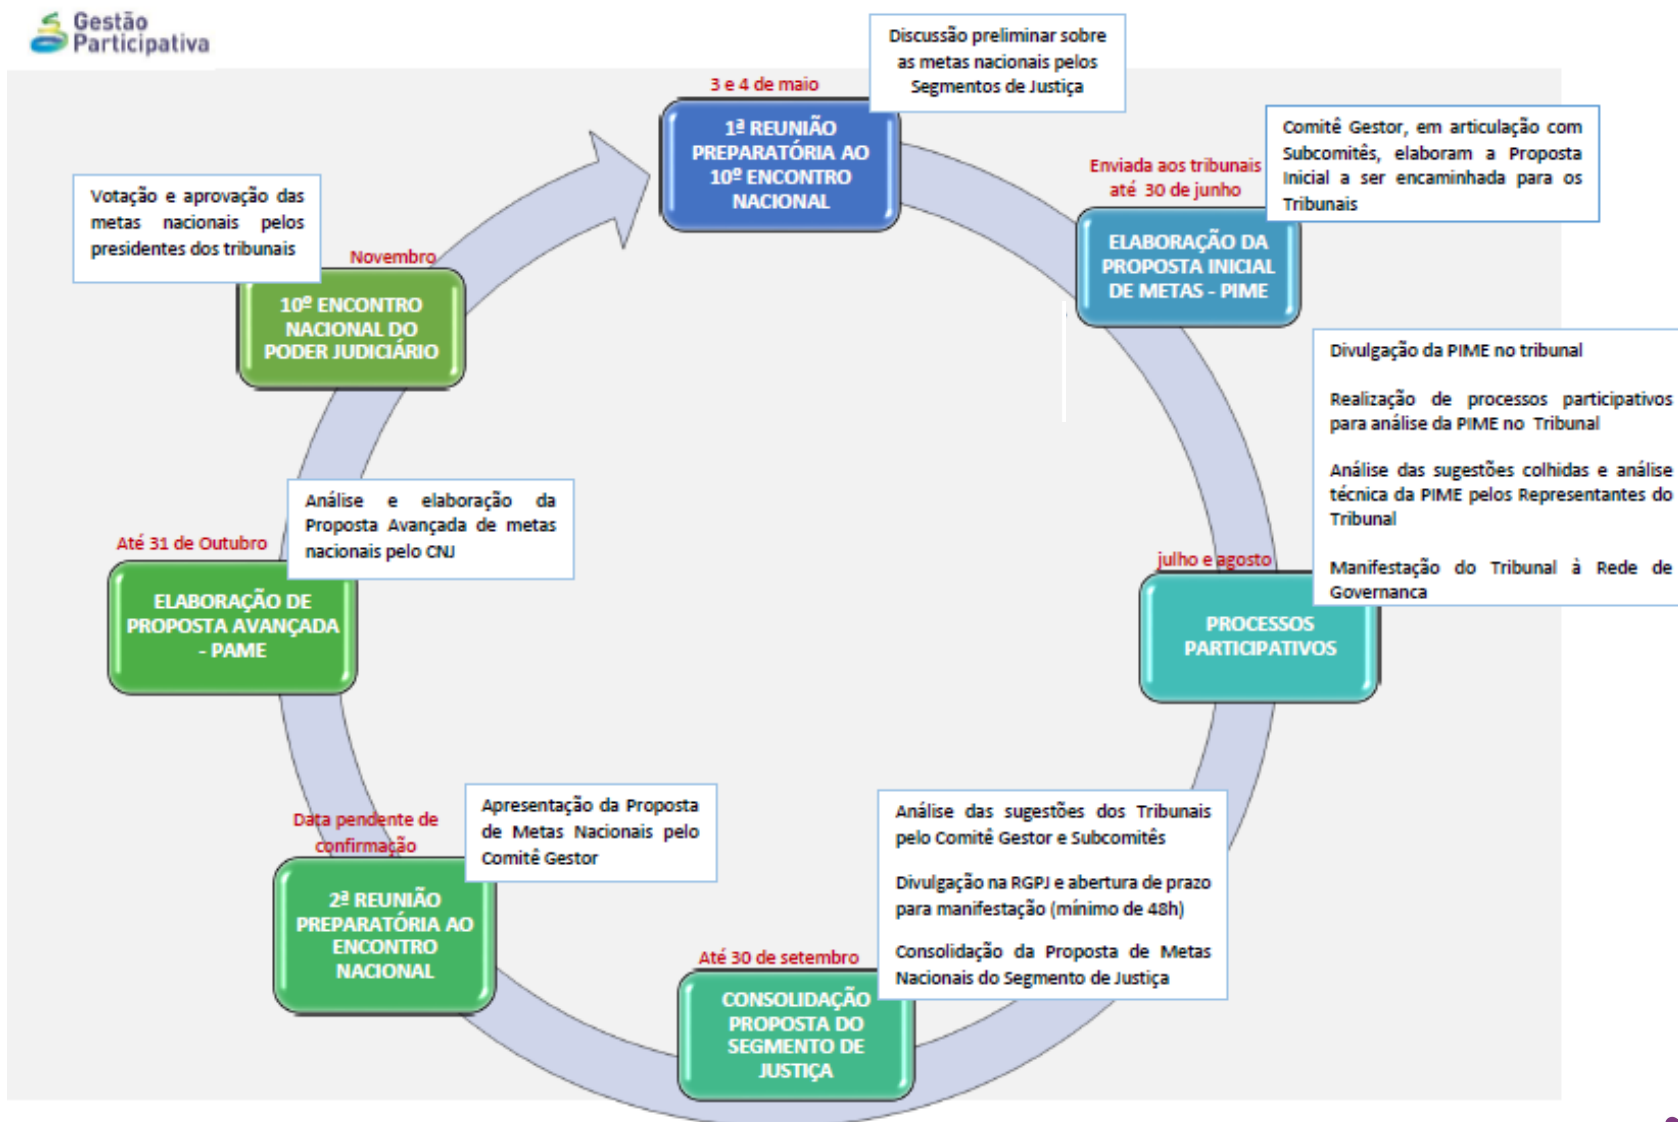 Gestão
Participativa
Discussão preliminar sobre
as metas nacionais pelos
Segmentos de Justiça
3 e 4 de maio
1ª REUNIÃO
PREPARATÓRIA AO
10º ENCONTRO
NACIONAL
Comitê Gestor, em articulação com
Subcomitês, elaboram a Proposta
Inicial a ser encaminhada para os
Tribunais
Enviada aos tribunais
até 30 de junho
ELABORAÇÃO DA
PROPOSTA INICIAL
DE METAS - PIME
Divulgação da PIME no tribunal
Realização de processos participativos
para análise da PIME no Tribunal
Análise das sugestões colhidas e análise
técnica da PIME pelos Representantes do
Tribunal
Manifestação do Tribunal à Rede de
Governanca
julho e agosto
PROCESSOS
PARTICIPATIVOS
Análise das sugestões dos Tribunais
pelo Comitê Gestor e Subcomitês
Divulgação na RGPJ e abertura de prazo
para manifestação (mínimo de 48h)
Consolidação da Proposta de Metas
Nacionais do Segmento de Justiça
Até 30 de setembro
CONSOLIDAÇÃO
PROPOSTA DO
SEGMENTO DE
JUSTIÇA
Apresentação da Proposta
de Metas Nacionais pelo
Comitê Gestor
Data pendente de
confirmação
2ª REUNIÃO
PREPARATÓRIA AO
ENCONTRO
NACIONAL
Análise e elaboração da
Proposta Avançada de metas
nacionais pelo CNJ
Até 31 de Outubro
ELABORAÇÃO DE
PROPOSTA AVANÇADA
- PAME
Votação e aprovação das
metas nacionais pelos
presidentes dos tribunais
Novembro
10º ENCONTRO
NACIONAL DO
PODER JUDICIÁRIO